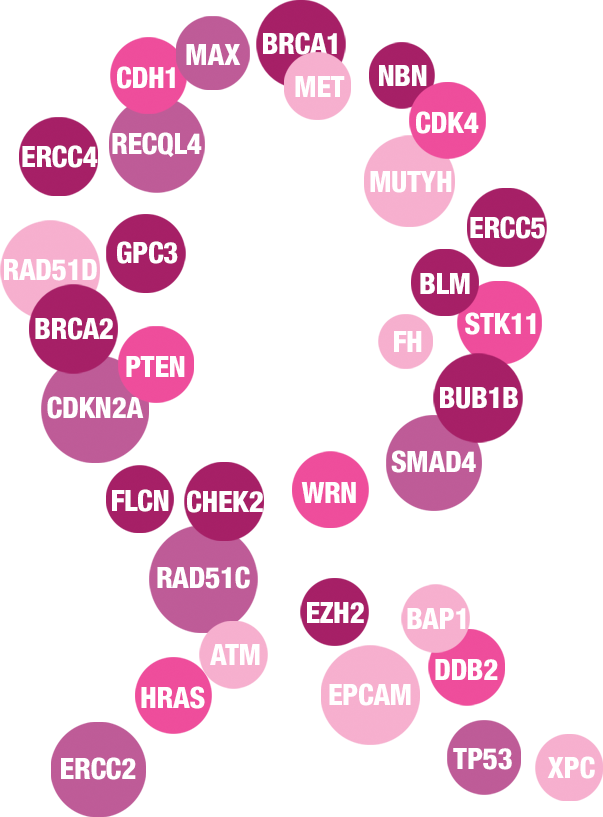 BRCA1
MAX
CDH1
MET
NBN
CDK4
RECQL4
ERCC4
MUTYH
ERCC5
GPC3
RAD51D
BLM
STK11
BRCA2
FH
PTEN
BUB1B
CDKN2A
SMAD4
WRN
FLCN
CHEK2
RAD51C
EZH2
BAP1
ATM
DDB2
HRAS
EPCAM
TP53
XPC
ERCC2